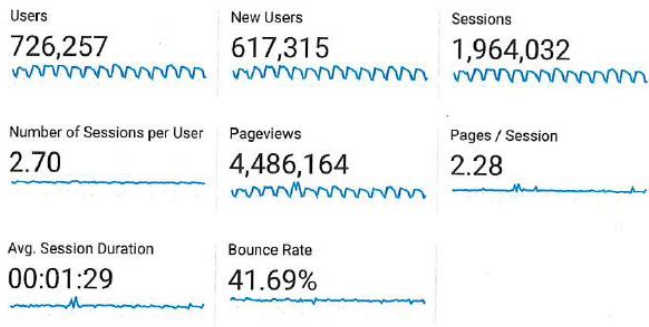 Users
726,257
New Users
617,315
Sessions
1,964,032
Number of Sessions per User
2.70
Pageviews
4,486,164
Pages / Session
2.28
Avg. Session Duration
00:01:29
Bounce Rate
41.69%